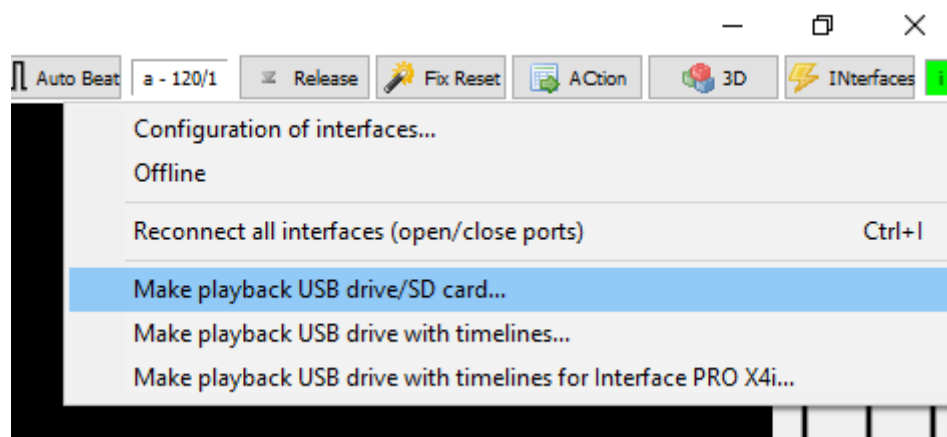 Auto Beat a - 120/1 Release Fix Reset ACtion 3D INterfaces i
Configuration of interfaces...
Offline
Reconnect all interfaces (open/close ports) Ctrl+I
Make playback USB drive/SD card...
Make playback USB drive with timelines...
Make playback USB drive with timelines for Interface PRO X4i...